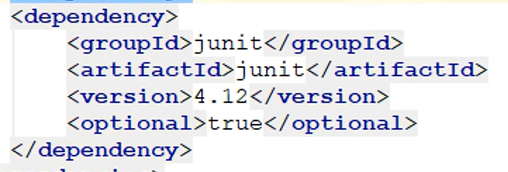 <dependency>
<groupId>junit</groupId>
<artifactId>junit</artifactId>
<version>4.12</version>
<optional>true</optional>
</dependency>